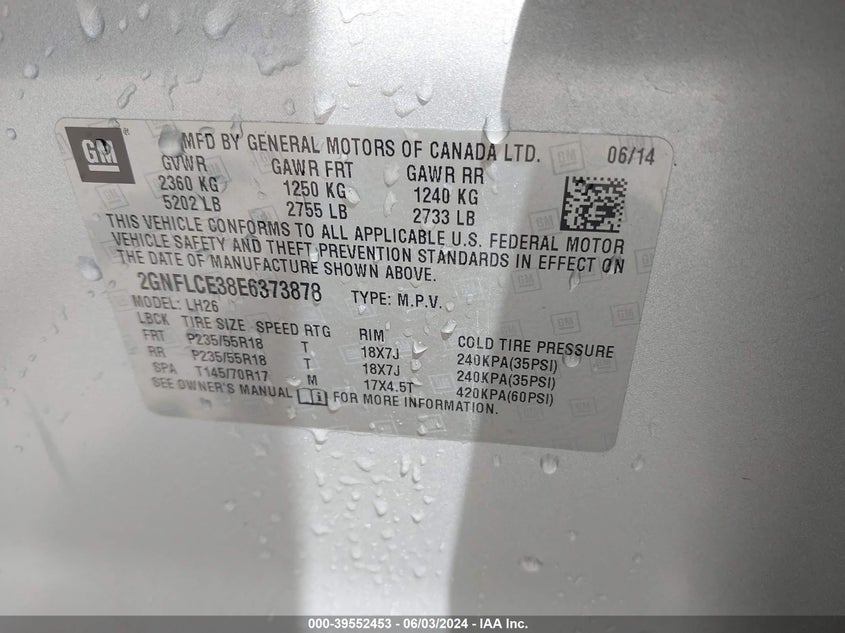 GM ®
MFD BY GENERAL MOTORS OF CANADA LTD. 06/14
GVWR GAWR FRT GAWR RR
2360 KG 1250 KG 1240 KG
5202 LB 2755 LB 2733 LB
THIS VEHICLE CONFORMS TO ALL APPLICABLE U.S. FEDERAL MOTOR
VEHICLE SAFETY AND THEFT PREVENTION STANDARDS IN EFFECT ON
THE DATE OF MANUFACTURE SHOWN ABOVE.
2GNFLCE38E6373878 TYPE: M.P.V.
MODEL: LH26
LBCK TIRE SIZE SPEED RTG RIM COLD TIRE PRESSURE
FRT P235/55R18 T 18X7J 240KPA(35PSI)
RR P235/55R18 T 18X7J 240KPA(35PSI)
SPA T145/70R17 M 17X4.5T 420KPA(60PSI)
SEE OWNER'S MANUAL i FOR MORE INFORMATION.
000-39552453 - 06/03/2024 - IAA Inc.